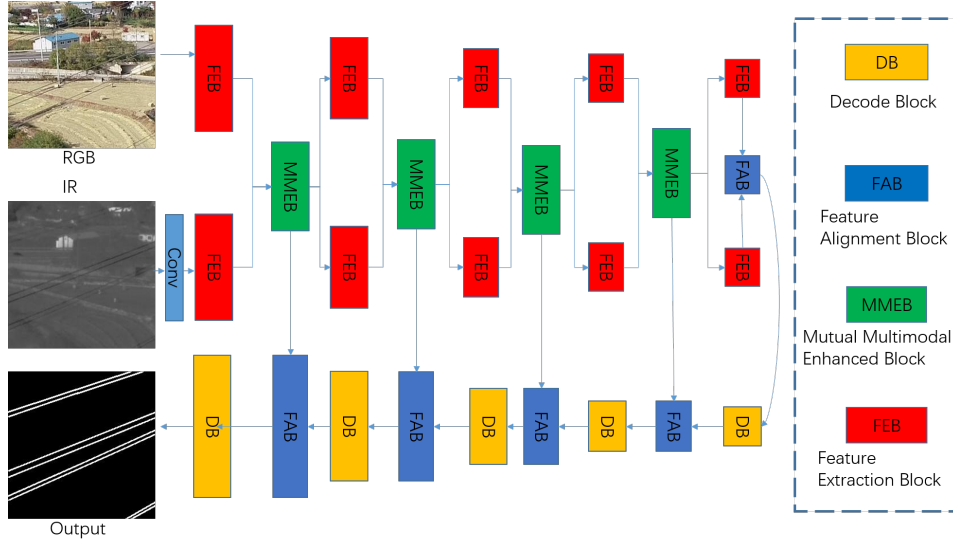 FEB
FEB
FEB
FEB
FEB
RGB
IR
MMEB
MMEB
MMEB
MMEB
FAB
Conv
FEB
FEB
FEB
FEB
FEB
DB
FAB
DB
FAB
DB
FAB
DB
FAB
DB
Output
DB
Decode Block
FAB
Feature
Alignment Block
MMEB
Mutual Multimodal
Enhanced Block
FEB
Feature
Extraction Block